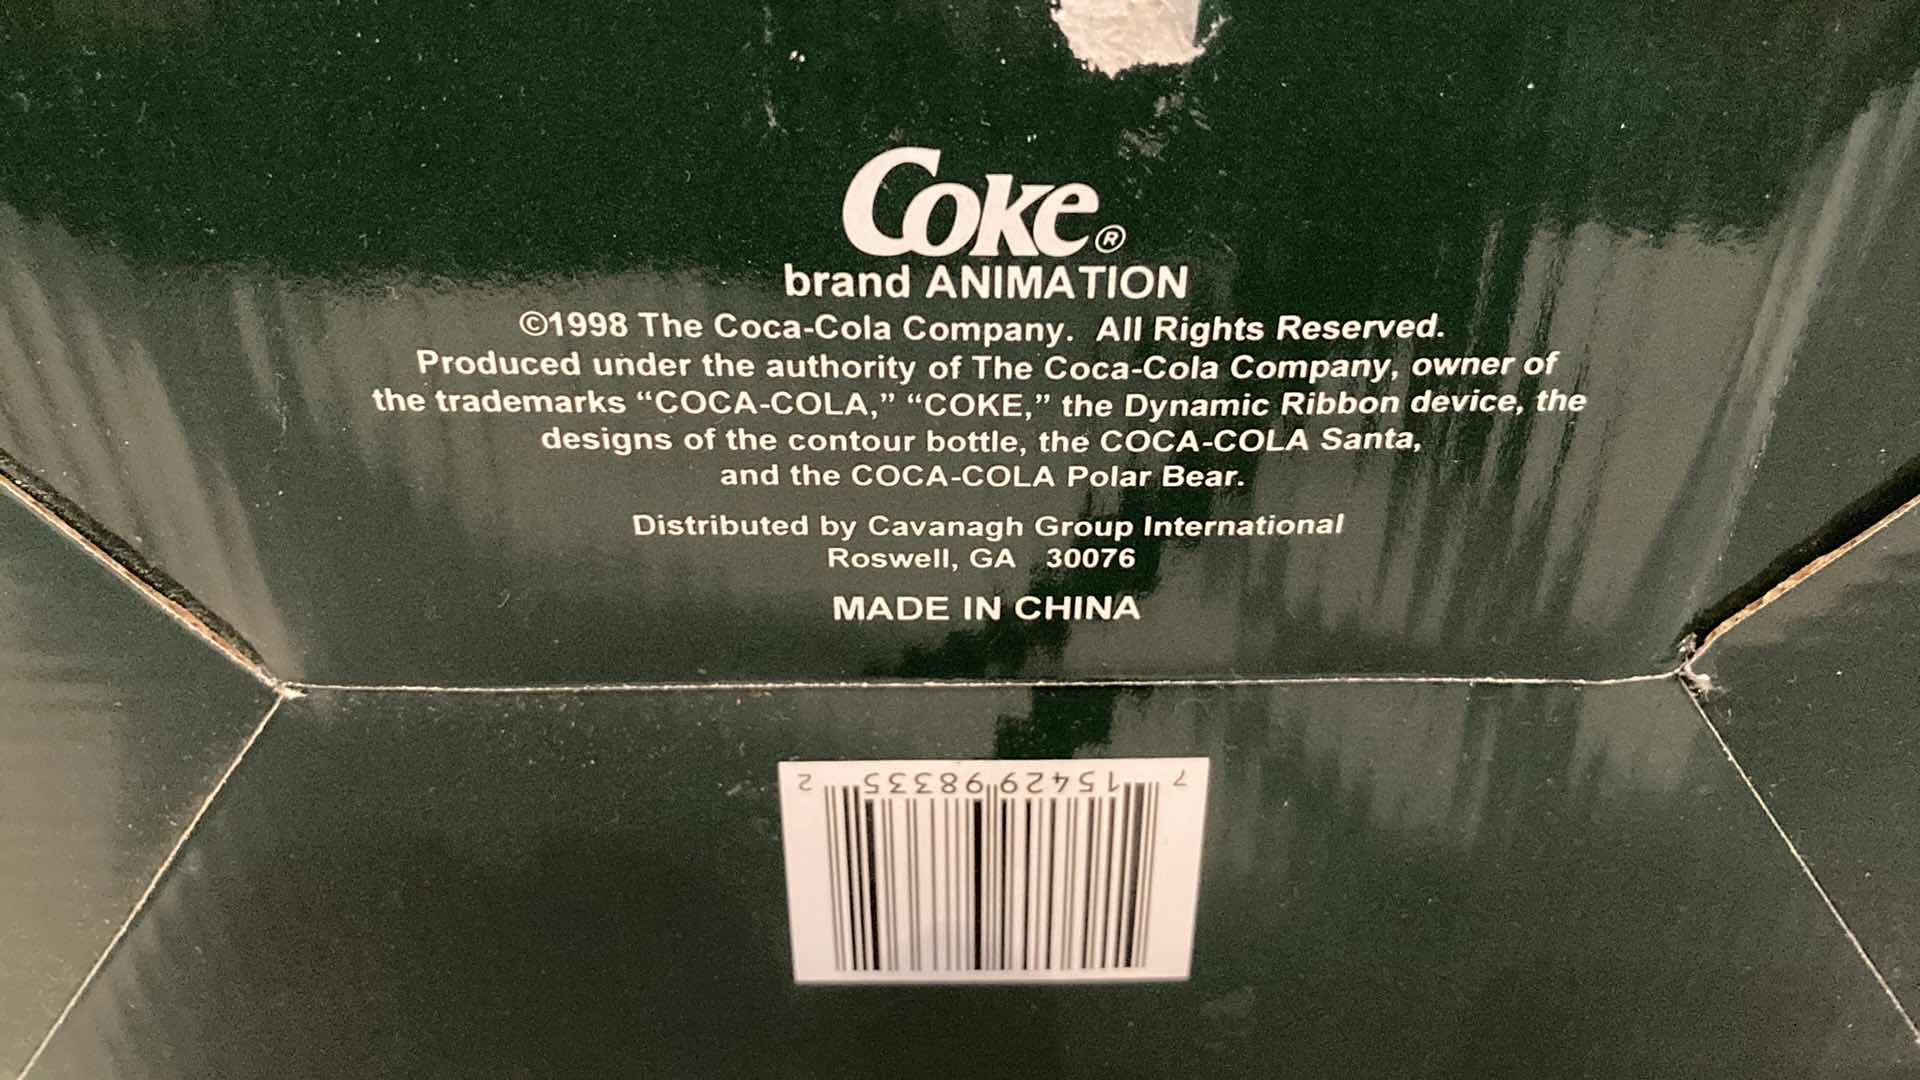 Coke®
brand ANIMATION
©1998 The Coca-Cola Company. All Rights Reserved.
Produced under the authority of The Coca-Cola Company, owner of
the trademarks “COCA-COLA,” “COKE,” the Dynamic Ribbon device, the
designs of the contour bottle, the COCA-COLA Santa,
and the COCA-COLA Polar Bear.
Distributed by Cavanagh Group International
Roswell, GA 30076
MADE IN CHINA
7 15429 98335 2